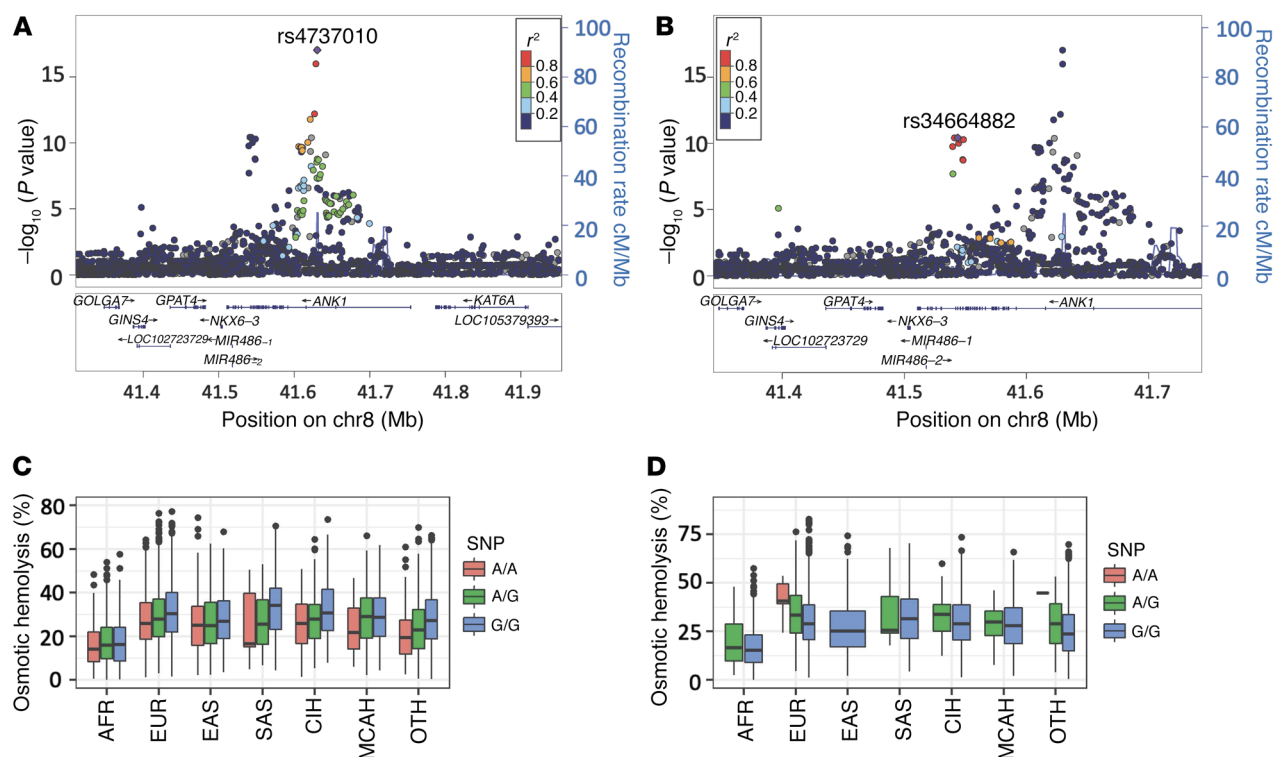 A
rs4737010
r²
0.8
0.6
0.4
0.2
15
10
5
0
−log10 (P value)
100
80
60
40
20
0
Recombination rate cM/Mb
GOLGA7→
GPAT4→
←ANK1
←KAT6A
GINS4→
←NKX6−3
LOC105379393→
←LOC102723729
←MIR486−1
MIR486−2→
41.4 41.5 41.6 41.7 41.8 41.9
Position on chr8 (Mb)
B
rs34664882
r²
0.8
0.6
0.4
0.2
15
10
5
0
−log10 (P value)
100
80
60
40
20
0
Recombination rate cM/Mb
GOLGA7→
GPAT4→
←ANK1
GINS4→
←NKX6−3
←LOC102723729
←MIR486−1
MIR486−2→
41.4 41.5 41.6 41.7
Position on chr8 (Mb)
C
Osmotic hemolysis (%)
80
60
40
20
0
AFR EUR EAS SAS CIH MCAH OTH
SNP
A/A
A/G
G/G
D
Osmotic hemolysis (%)
75
50
25
0
AFR EUR EAS SAS CIH MCAH OTH
SNP
A/A
A/G
G/G